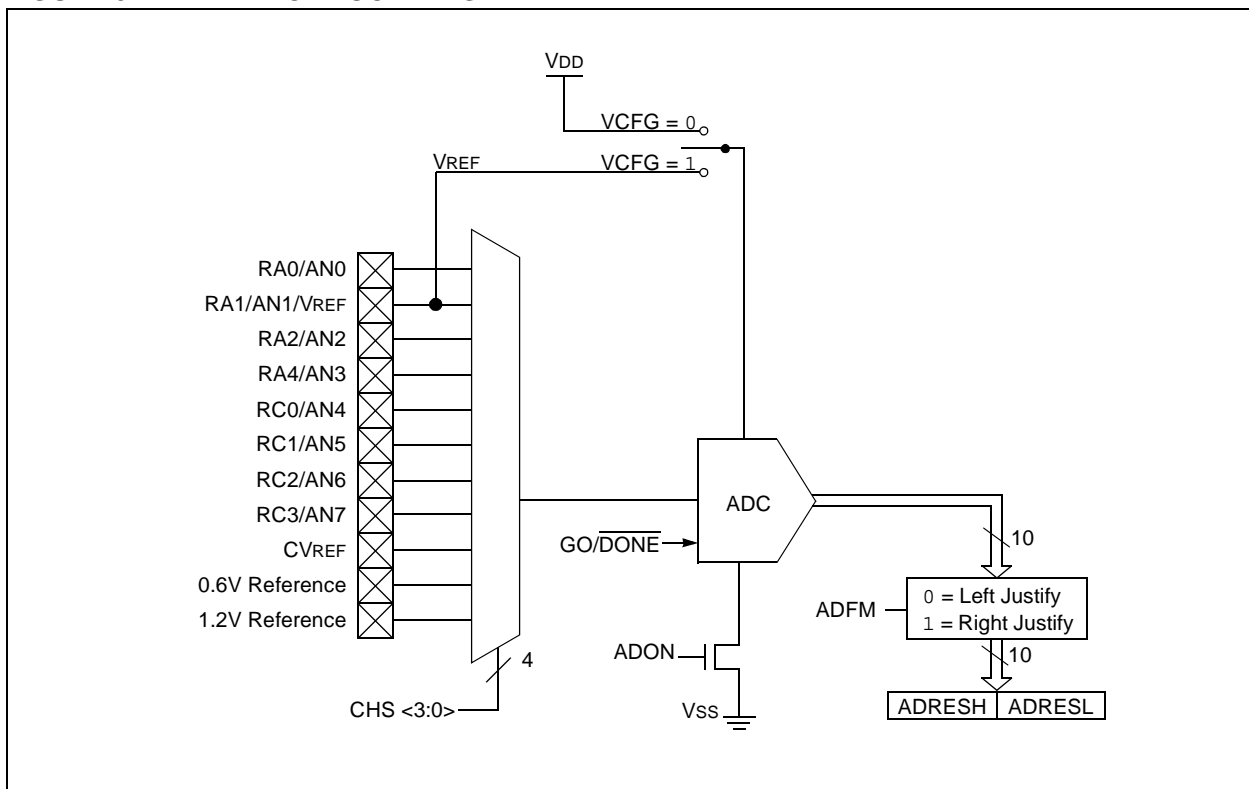 VDD
VCFG = 0
VREF
VCFG = 1
RA0/AN0
RA1/AN1/VREF
RA2/AN2
RA4/AN3
RC0/AN4
RC1/AN5
RC2/AN6
RC3/AN7
CVREF
0.6V Reference
1.2V Reference
CHS <3:0>
4
ADC
GO/DONE
ADON
VSS
10
ADFM
0 = Left Justify
1 = Right Justify
10
ADRESH ADRESL